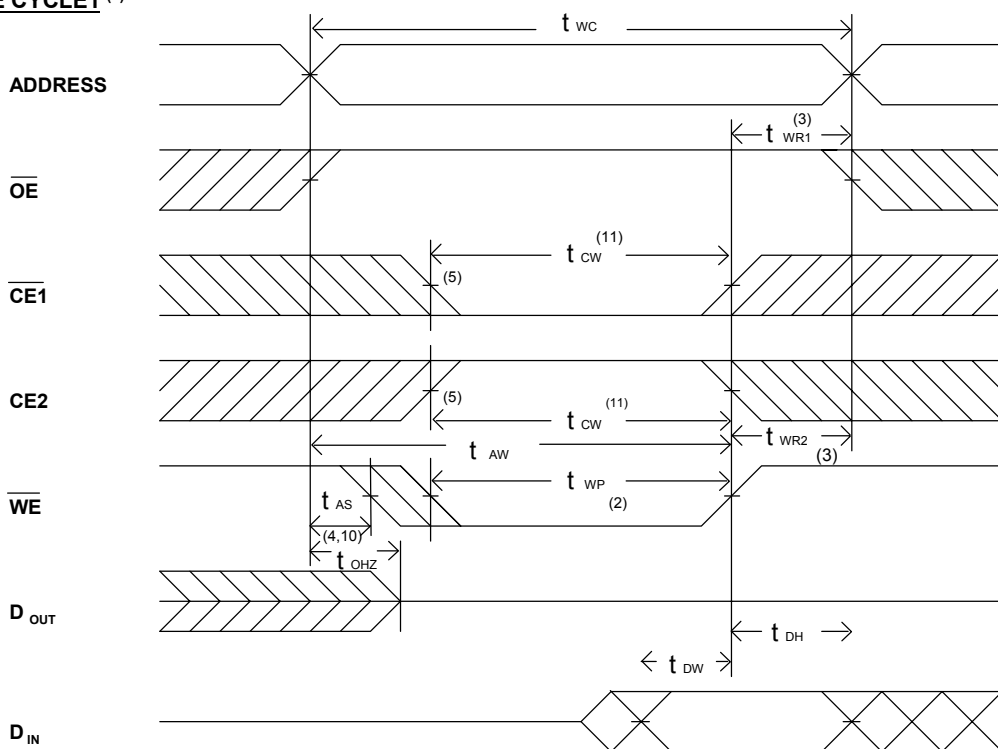 E CYCLE1
t WC
ADDRESS
(3)
t WR1
OE
(11)
t CW
(5)
CE1
CE2
(5)
(11)
t CW
t WR2
(3)
t AW
WE
t WP
(2)
t AS
(4,10)
t OHZ
D OUT
t DH
t DW
D IN